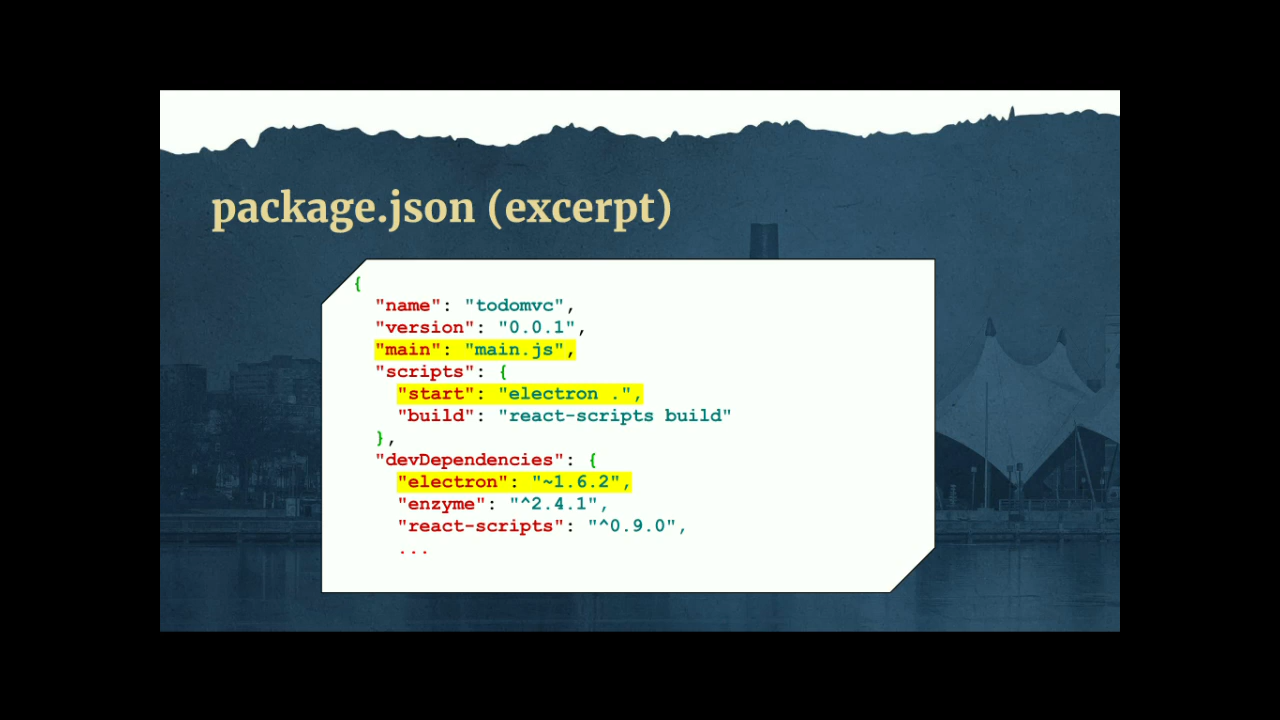 package.json (excerpt)
{
"name": "todomvc",
"version": "0.0.1",
"main": "main.js",
"scripts": {
"start": "electron .",
"build": "react-scripts build"
},
"devDependencies": {
"electron": "~1.6.2",
"enzyme": "^2.4.1",
"react-scripts": "^0.9.0",
...